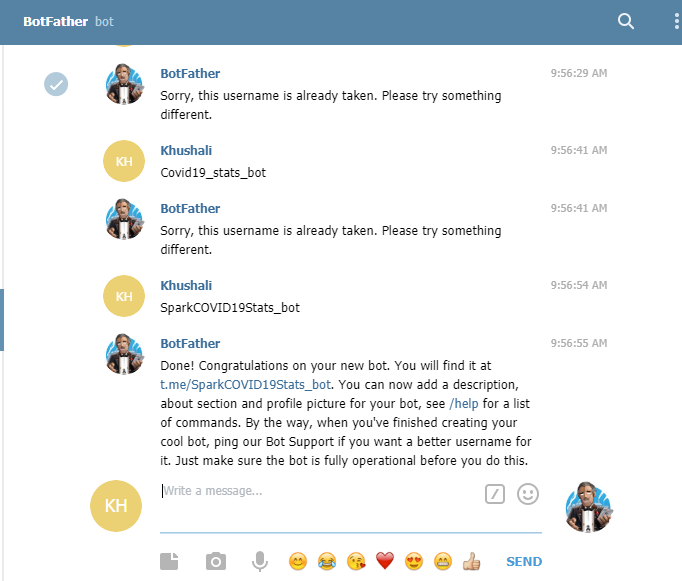 BotFather bot
BotFather 9:56:29 AM
Sorry, this username is already taken. Please try something
different.
KH Khushali 9:56:41 AM
Covid19_stats_bot
BotFather 9:56:41 AM
Sorry, this username is already taken. Please try something
different.
KH Khushali 9:56:54 AM
SparkCOVID19Stats_bot
BotFather 9:56:55 AM
Done! Congratulations on your new bot. You will find it at
t.me/SparkCOVID19Stats_bot. You can now add a description,
about section and profile picture for your bot, see /help for a list
of commands. By the way, when you've finished creating your
cool bot, ping our Bot Support if you want a better username for
it. Just make sure the bot is fully operational before you do this.
KH Write a message...
SEND